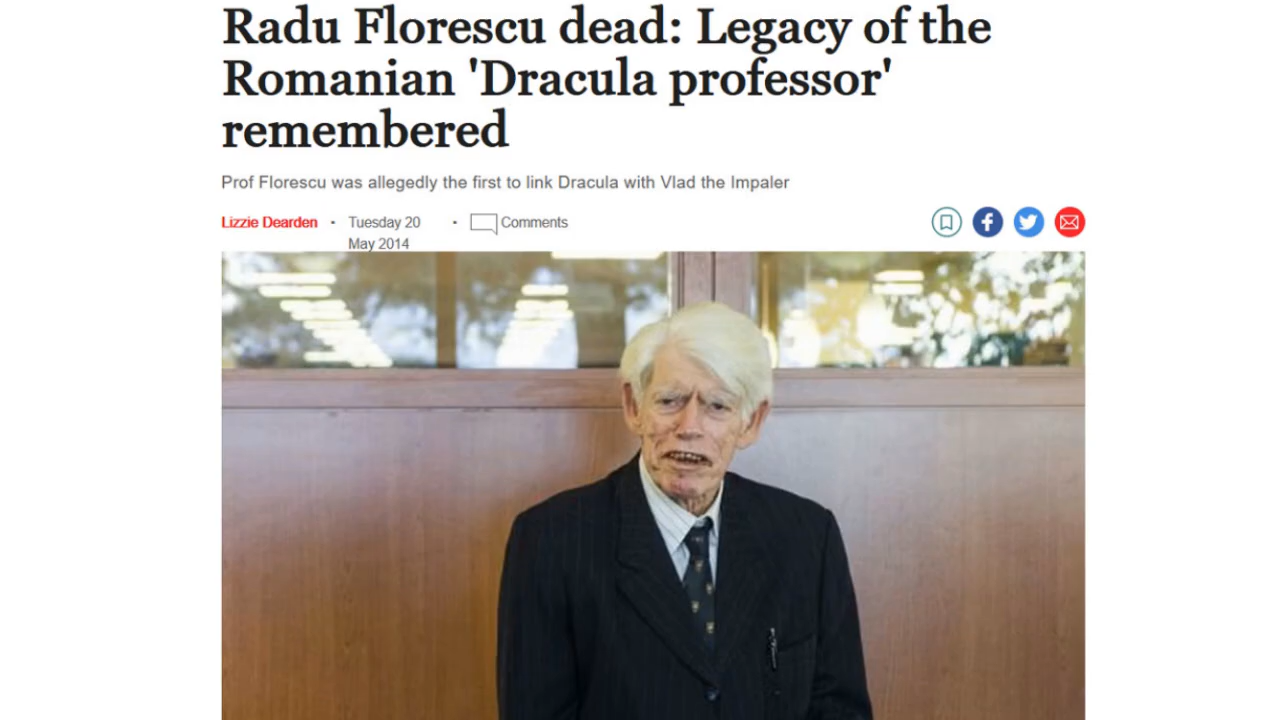 Radu Florescu dead: Legacy of the
Romanian 'Dracula professor'
remembered
Prof Florescu was allegedly the first to link Dracula with Vlad the Impaler
Lizzie Dearden · Tuesday 20 · Comments
May 2014